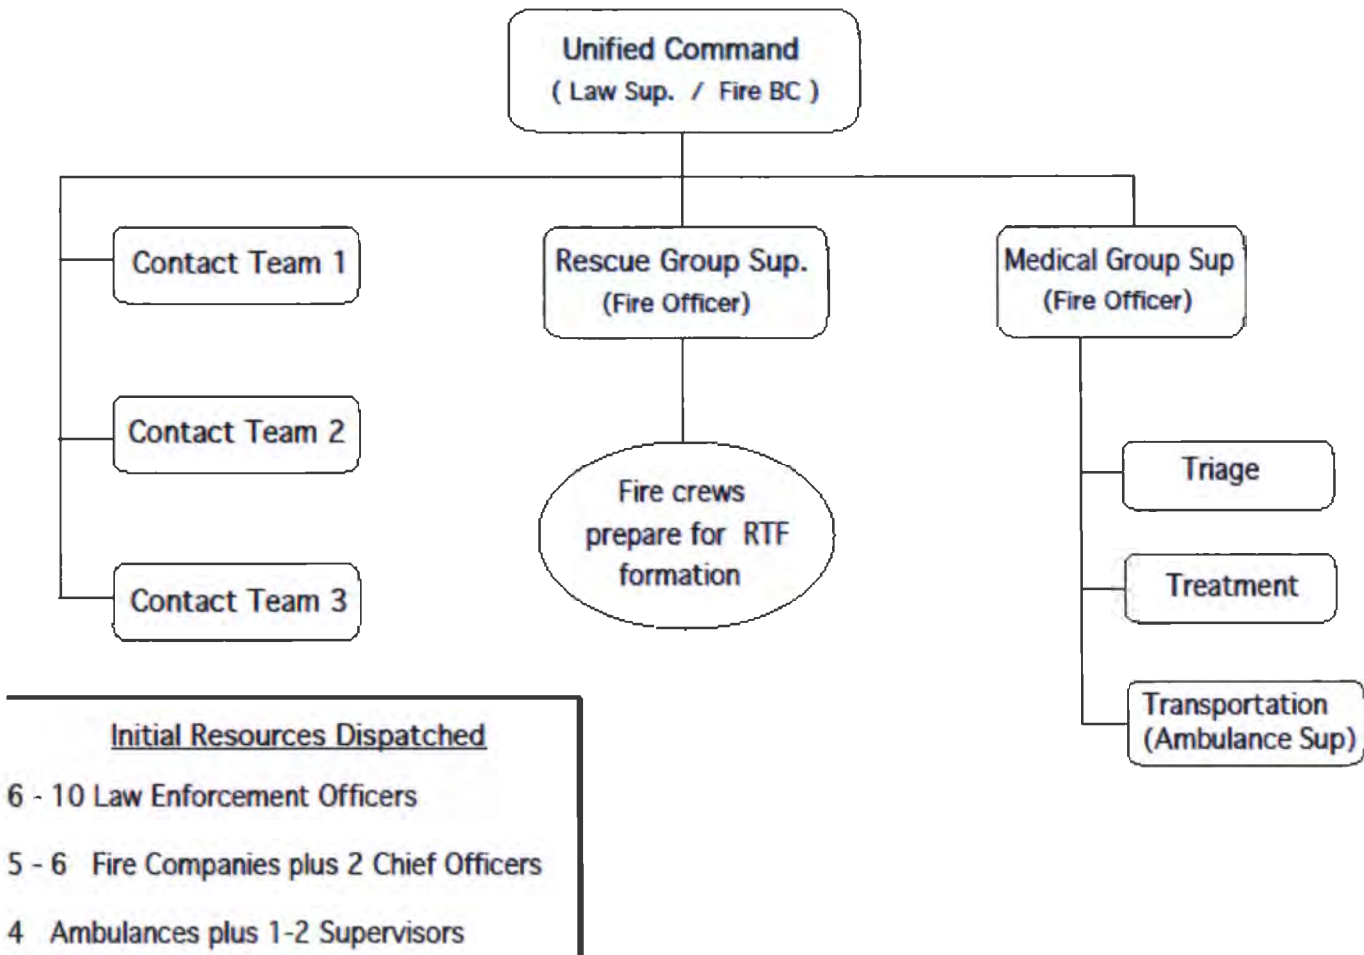 Unified Command
( Law Sup. / Fire BC )
Contact Team 1
Rescue Group Sup.
(Fire Officer)
Medical Group Sup
(Fire Officer)
Contact Team 2
Fire crews
prepare for RTF
formation
Triage
Contact Team 3
Treatment
Transportation
(Ambulance Sup)
Initial Resources Dispatched
6 - 10 Law Enforcement Officers
5 - 6 Fire Companies plus 2 Chief Officers
4 Ambulances plus 1-2 Supervisors